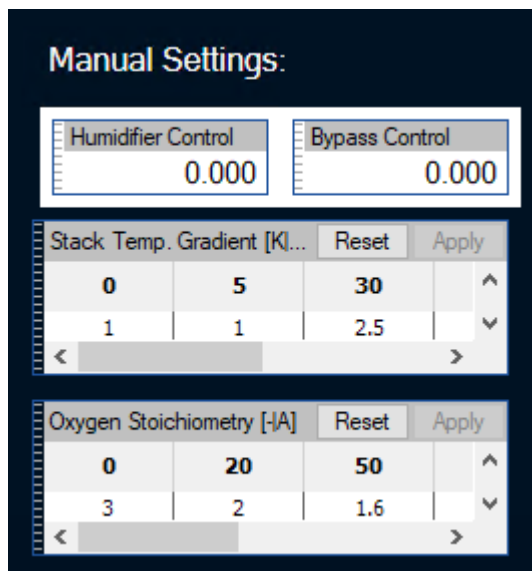 Manual Settings:
Humidifier Control Bypass Control
0.000 0.000
Stack Temp. Gradient [K|... Reset Apply
0 5 30
1 1 2.5
Oxygen Stoichiometry [-|A] Reset Apply
0 20 50
3 2 1.6